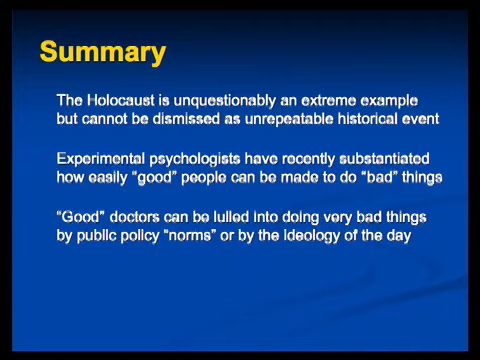 Summary
The Holocaust is unquestionably an extreme example
but cannot be dismissed as unrepeatable historical event
Experimental psychologists have recently substantiated
how easily “good” people can be made to do “bad” things
“Good” doctors can be lulled into doing very bad things
by public policy “norms” or by the ideology of the day